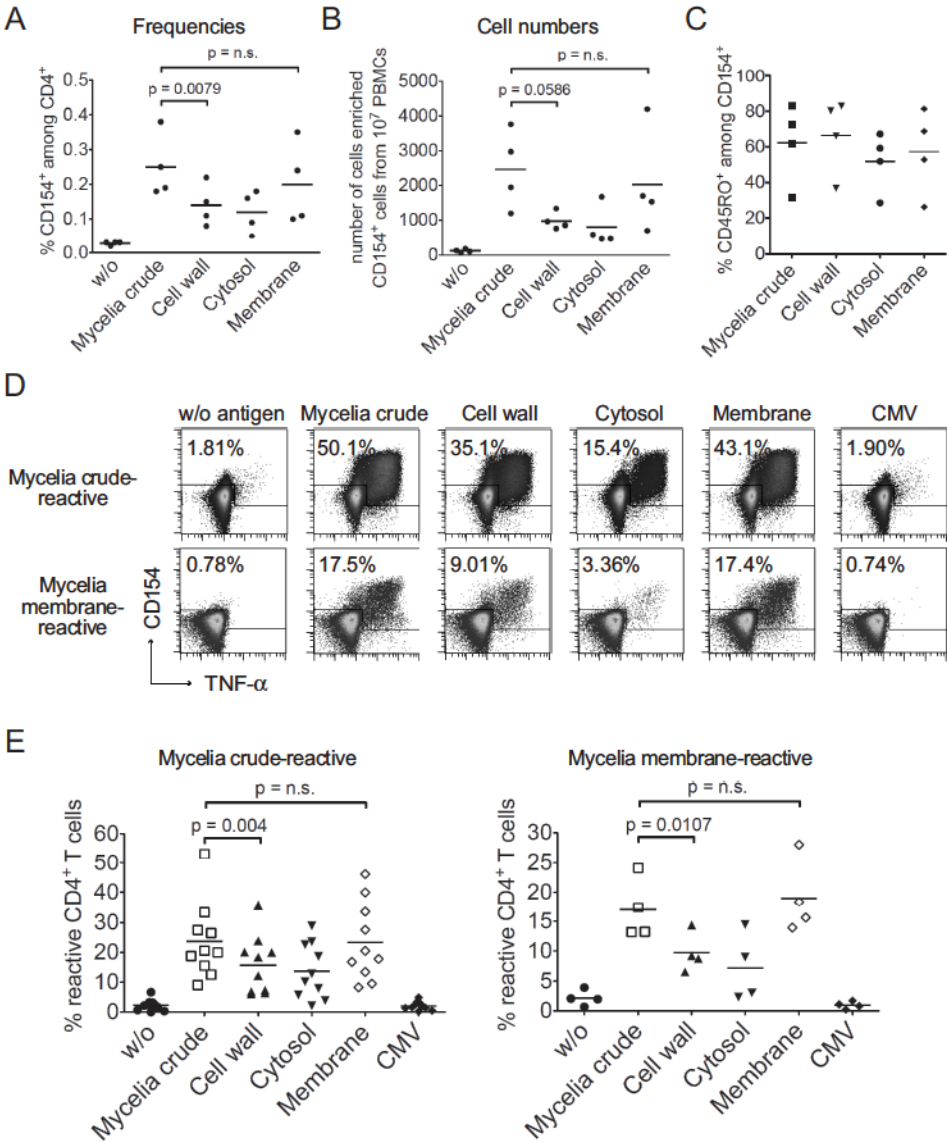 A
Frequencies
p = n.s.
p = 0.0079
% CD154+ among CD4+
0.5
0.4
0.3
0.2
0.1
0.0
w/o
Mycelia crude
Cell wall
Cytosol
Membrane
B
Cell numbers
p = n.s.
p = 0.0586
number of cells enriched
CD154+ cells from 10⁷ PBMCs
5000
4000
3000
2000
1000
0
w/o
Mycelia crude
Cell wall
Cytosol
Membrane
C
% CD45RO+ among CD154+
100
80
60
40
20
0
Mycelia crude
Cell wall
Cytosol
Membrane
D
w/o antigen
Mycelia crude
Cell wall
Cytosol
Membrane
CMV
Mycelia crude-
reactive
1.81%
50.1%
35.1%
15.4%
43.1%
1.90%
Mycelia
membrane-
reactive
0.78%
17.5%
9.01%
3.36%
17.4%
0.74%
CD154
TNF-α
E
Mycelia crude-reactive
p = n.s.
p = 0.004
% reactive CD4+ T cells
60
50
40
30
20
10
0
w/o
Mycelia crude
Cell wall
Cytosol
Membrane
CMV
Mycelia membrane-reactive
p = n.s.
p = 0.0107
% reactive CD4+ T cells
30
25
20
15
10
5
0
w/o
Mycelia crude
Cell wall
Cytosol
Membrane
CMV